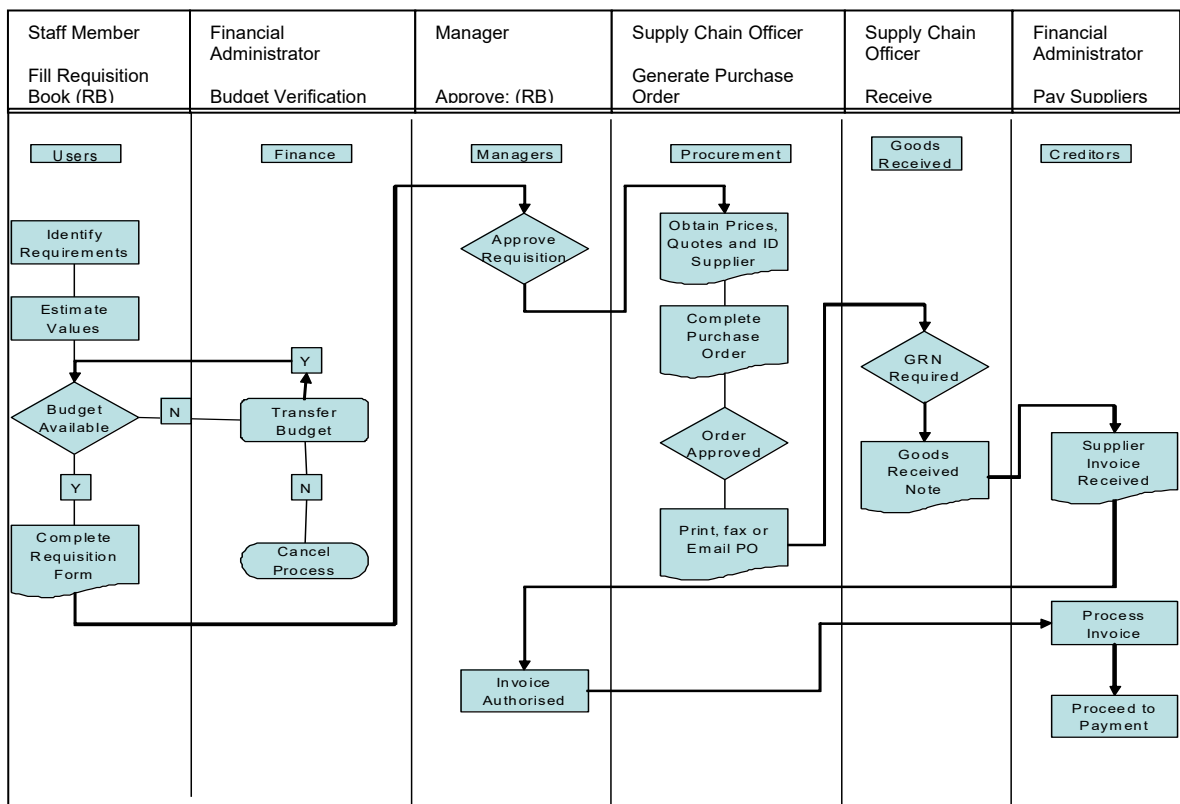 Staff Member
Fill Requisition
Book (RB)
Financial
Administrator
Budget Verification
Manager
Approve: (RB)
Supply Chain Officer
Generate Purchase
Order
Supply Chain
Officer
Receive
Financial
Administrator
Pay Suppliers
Users
Finance
Managers
Procurement
Goods
Received
Creditors
Identify
Requirements
Estimate
Values
Budget
Available
N
Y
Complete
Requisition
Form
Y
Transfer
Budget
N
Cancel
Process
Approve
Requisition
Invoice
Authorised
Obtain Prices,
Quotes and ID
Supplier
Complete
Purchase
Order
Order
Approved
Print, fax or
Email PO
GRN
Required
Goods
Received
Note
Supplier
Invoice
Received
Process
Invoice
Proceed to
Payment